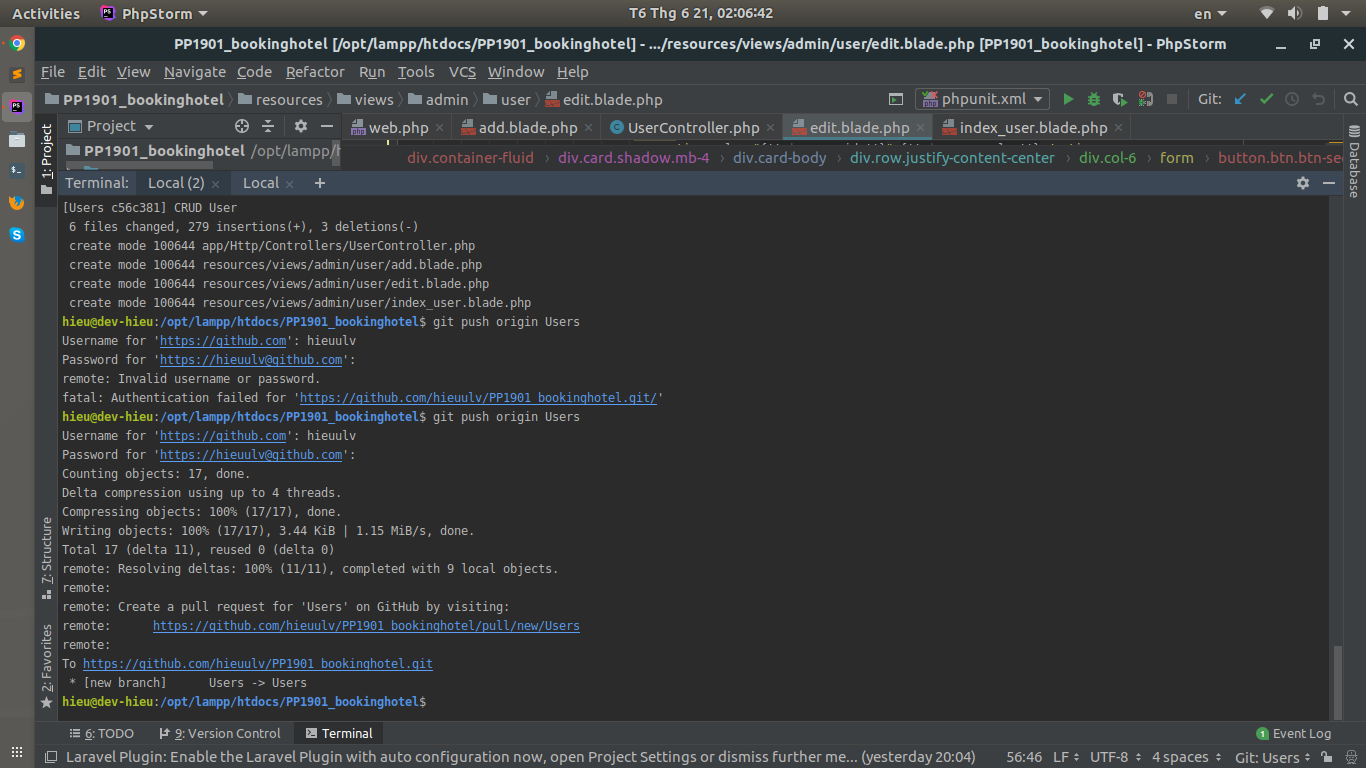 Activities PhpStorm T6 Thg 6 21, 02:06:42 en
PP1901_bookinghotel [/opt/lampp/htdocs/PP1901_bookinghotel] - .../resources/views/admin/user/edit.blade.php [PP1901_bookinghotel] - PhpStorm
File Edit View Navigate Code Refactor Run Tools VCS Window Help
PP1901_bookinghotel resources views admin user edit.blade.php phpunit.xml Git:
1: Project Project web.php add.blade.php UserController.php edit.blade.php index_user.blade.php Database
PP1901_bookinghotel /opt/lampp/
div.container-fluid › div.card.shadow.mb-4 › div.card-body › div.row.justify-content-center › div.col-6 › form › button.btn.btn-se
Terminal: Local (2) × Local × +
[Users c56c381] CRUD User
6 files changed, 279 insertions(+), 3 deletions(-)
create mode 100644 app/Http/Controllers/UserController.php
create mode 100644 resources/views/admin/user/add.blade.php
create mode 100644 resources/views/admin/user/edit.blade.php
create mode 100644 resources/views/admin/user/index_user.blade.php
hieu@dev-hieu:/opt/lampp/htdocs/PP1901_bookinghotel$ git push origin Users
Username for 'https://github.com': hieuulv
Password for 'https://hieuulv@github.com':
remote: Invalid username or password.
fatal: Authentication failed for 'https://github.com/hieuulv/PP1901_bookinghotel.git/'
hieu@dev-hieu:/opt/lampp/htdocs/PP1901_bookinghotel$ git push origin Users
Username for 'https://github.com': hieuulv
Password for 'https://hieuulv@github.com':
Counting objects: 17, done.
Delta compression using up to 4 threads.
Compressing objects: 100% (17/17), done.
Writing objects: 100% (17/17), 3.44 KiB | 1.15 MiB/s, done.
Total 17 (delta 11), reused 0 (delta 0)
remote: Resolving deltas: 100% (11/11), completed with 9 local objects.
remote:
remote: Create a pull request for 'Users' on GitHub by visiting:
remote: https://github.com/hieuulv/PP1901_bookinghotel/pull/new/Users
remote:
To https://github.com/hieuulv/PP1901_bookinghotel.git
* [new branch] Users -> Users
hieu@dev-hieu:/opt/lampp/htdocs/PP1901_bookinghotel$
7: Structure
2: Favorites
6: TODO 9: Version Control Terminal 1 Event Log
Laravel Plugin: Enable the Laravel Plugin with auto configuration now, open Project Settings or dismiss further me... (yesterday 20:04) 56:46 LF UTF-8 4 spaces Git: Users